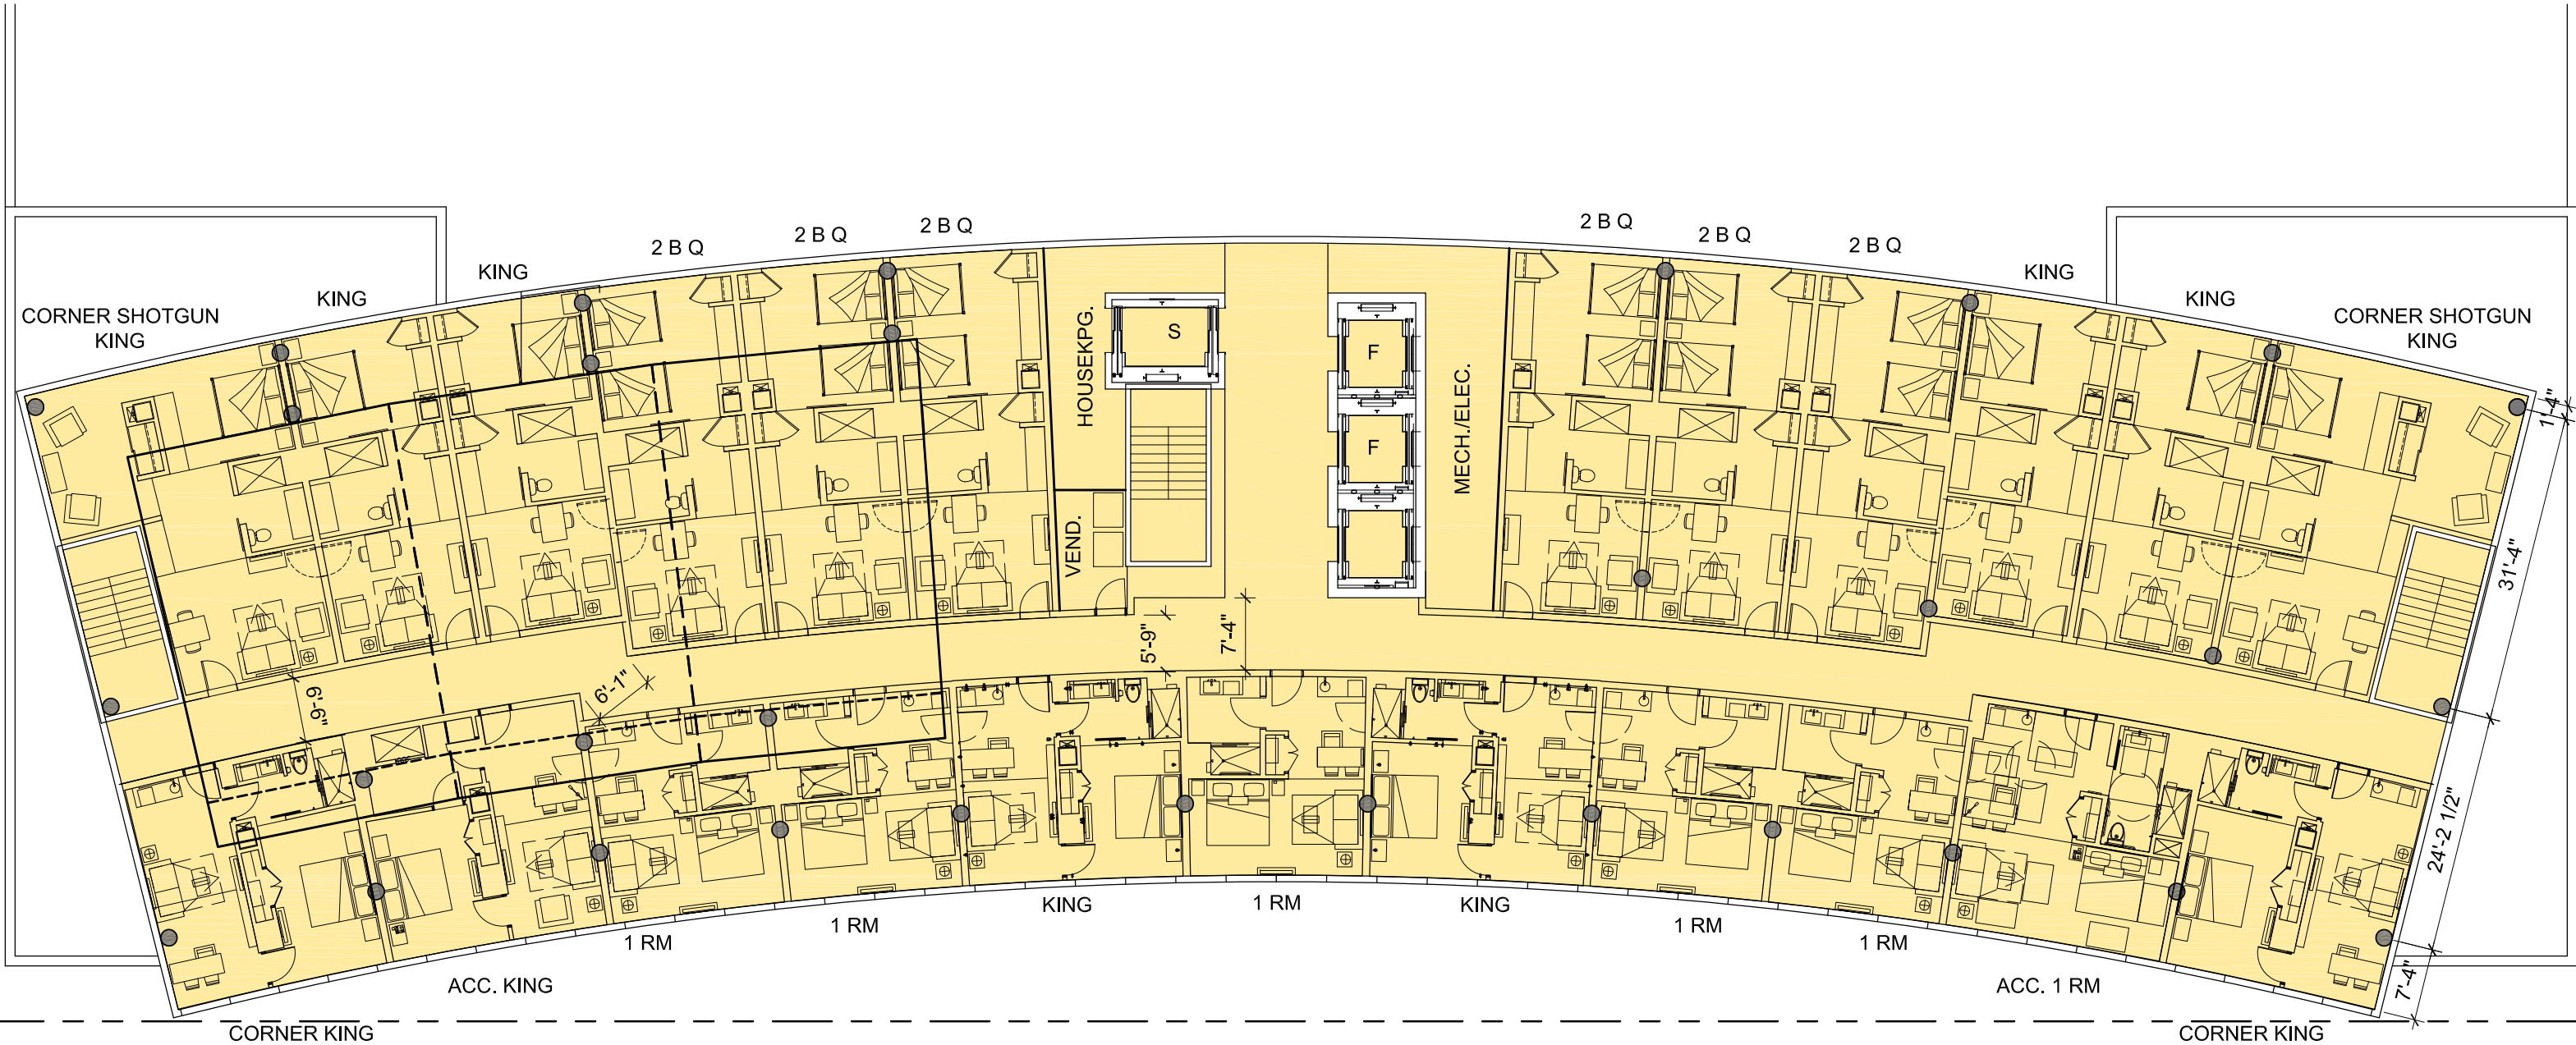 2 B Q
2 B Q
2 B Q
2 B Q
2 B Q
2 B Q
KING
KING
KING
KING
CORNER SHOTGUN
KING
CORNER SHOTGUN
KING
HOUSEKPG.
S
F
F
MECH./ELEC.
VEND.
1'-4"
31'-4"
5'-9"
7'-4"
9'-9"
6'-1"
24'-2 1/2"
7'-4"
KING
1 RM
KING
1 RM
1 RM
1 RM
1 RM
ACC. KING
ACC. 1 RM
CORNER KING
CORNER KING